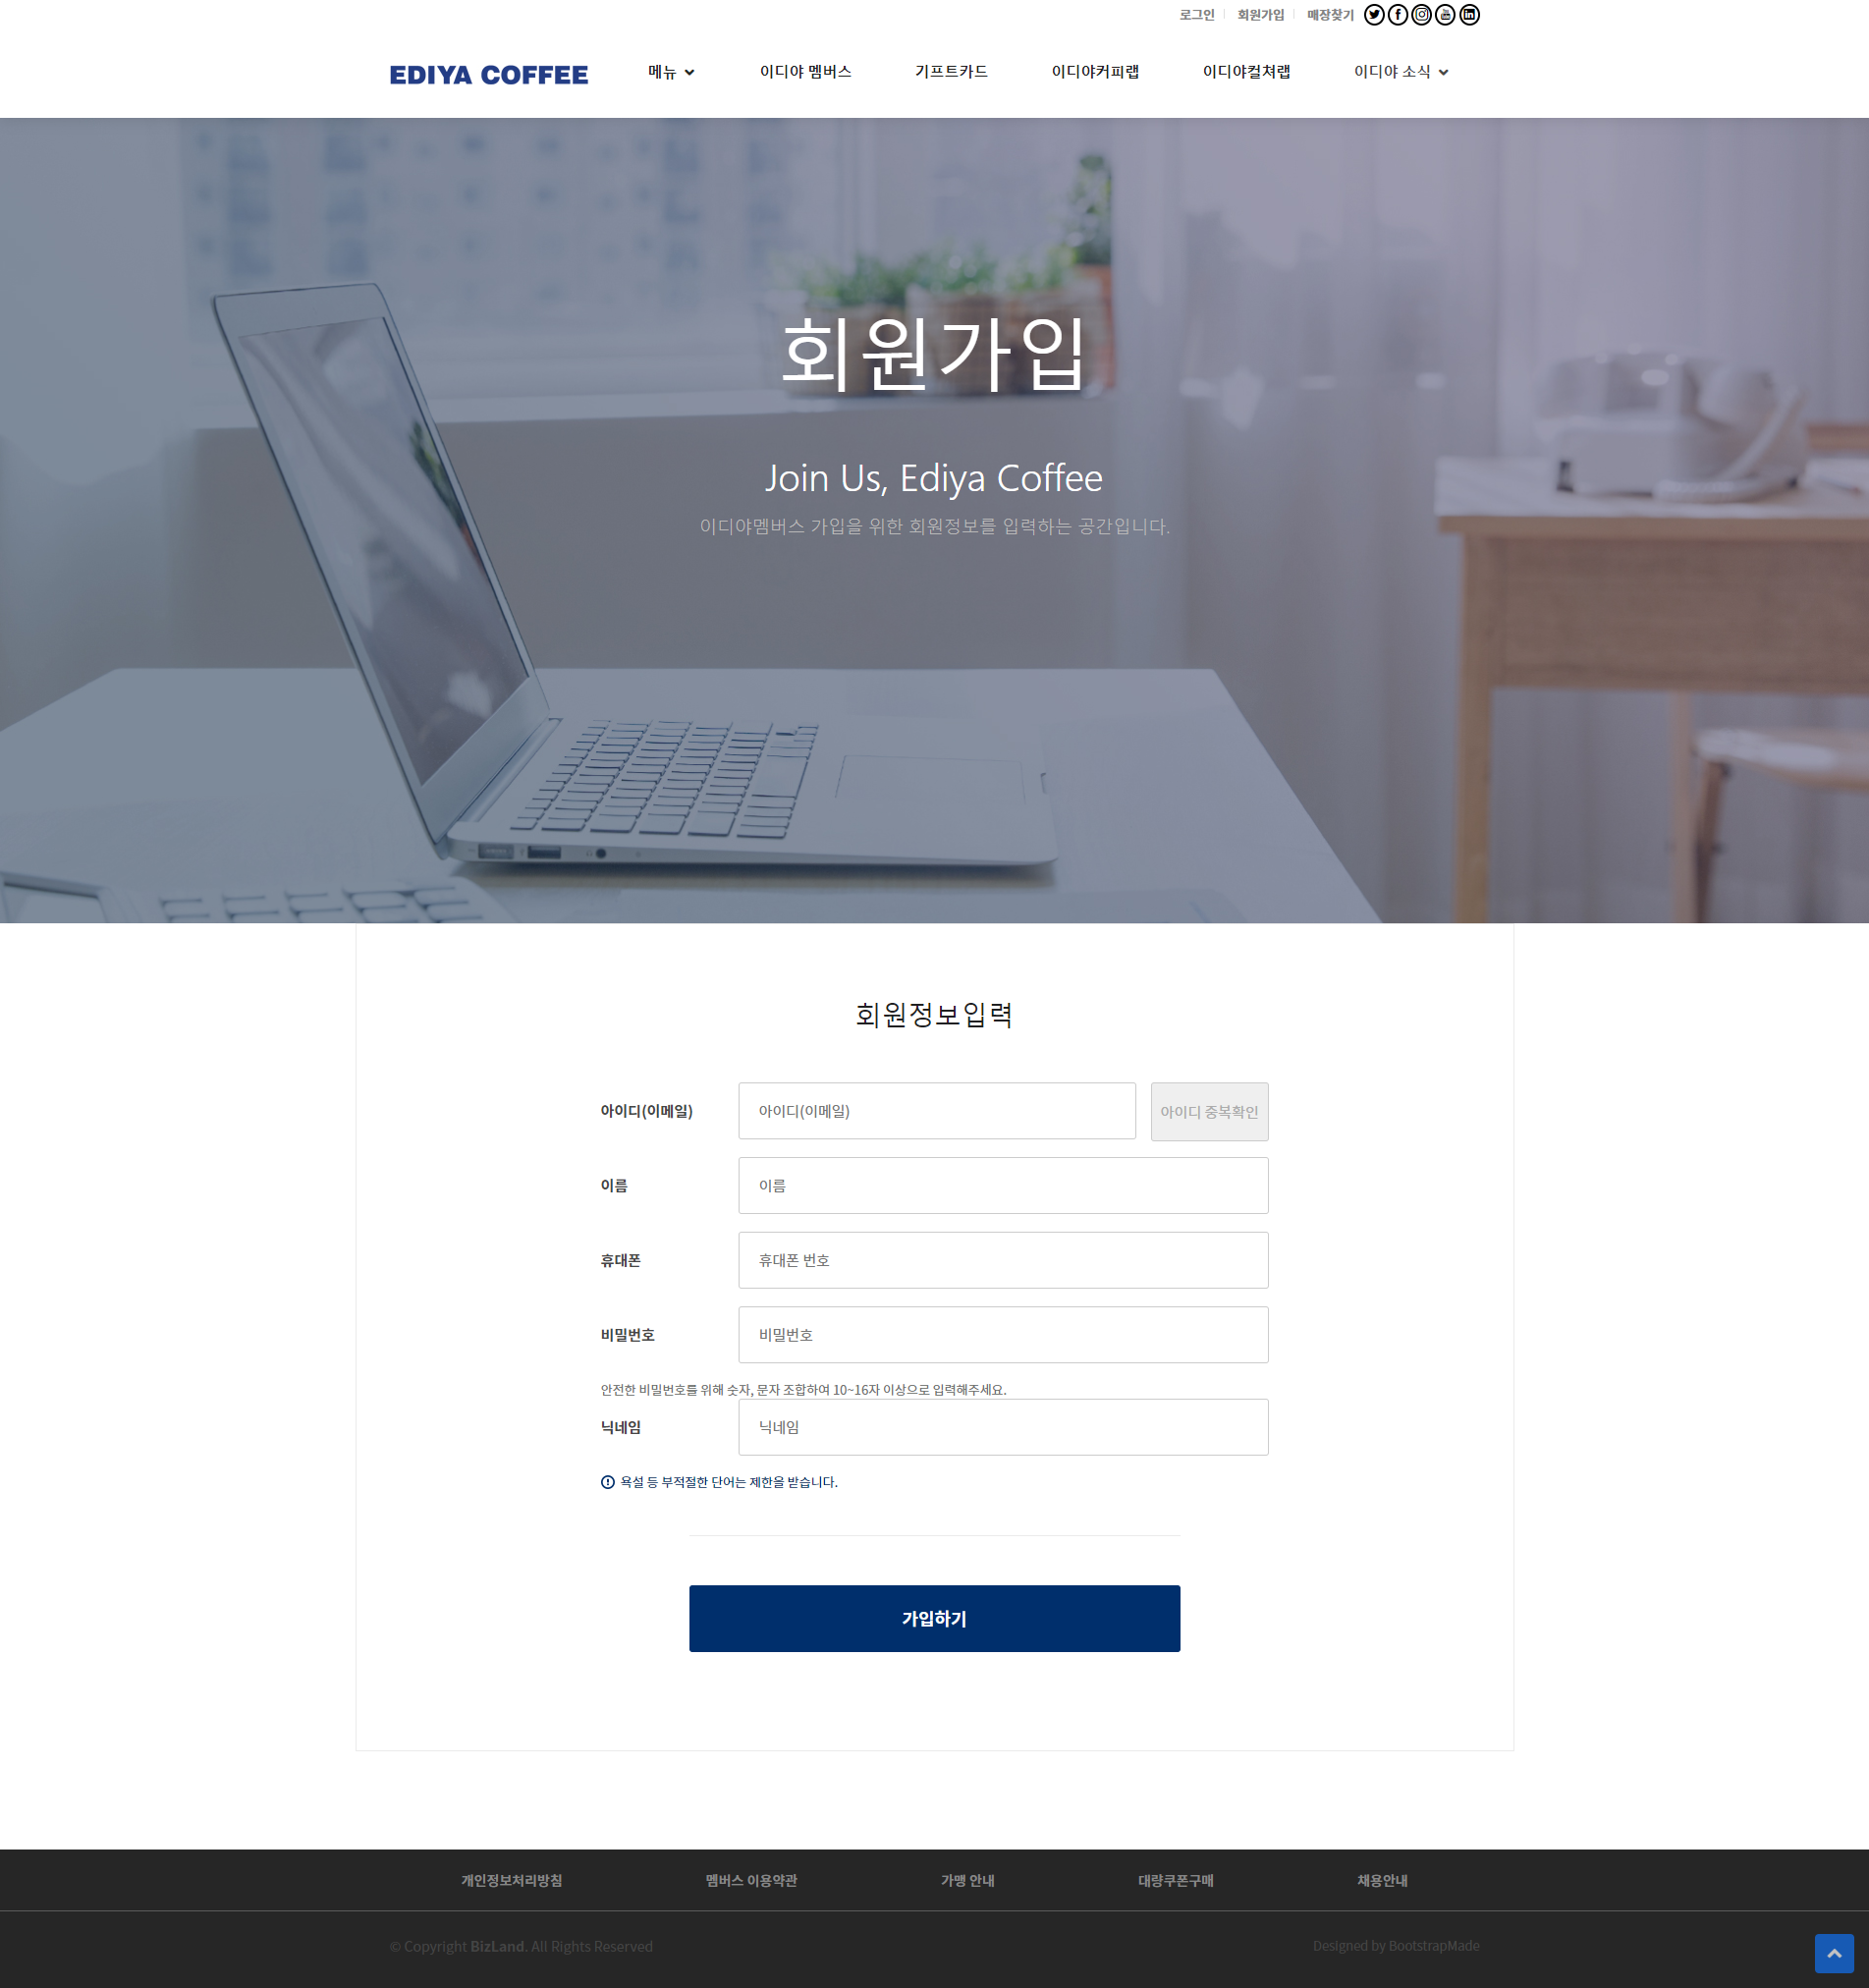 로그인 회원가입 매장찾기
EDIYA COFFEE 메뉴 이디야 멤버스 기프트카드 이디야커피랩 이디야컬쳐랩 이디야 소식
회원가입
Join Us, Ediya Coffee
이디야멤버스 가입을 위한 회원정보를 입력하는 공간입니다.
회원정보입력
아이디(이메일) 아이디(이메일) 아이디 중복확인
이름 이름
휴대폰 휴대폰 번호
비밀번호 비밀번호
안전한 비밀번호를 위해 숫자, 문자 조합하여 10~16자 이상으로 입력해주세요.
닉네임 닉네임
욕설 등 부적절한 단어는 제한을 받습니다.
가입하기
개인정보처리방침 멤버스 이용약관 가맹 안내 대량쿠폰구매 채용안내
© Copyright BizLand. All Rights Reserved Designed by BootstrapMade